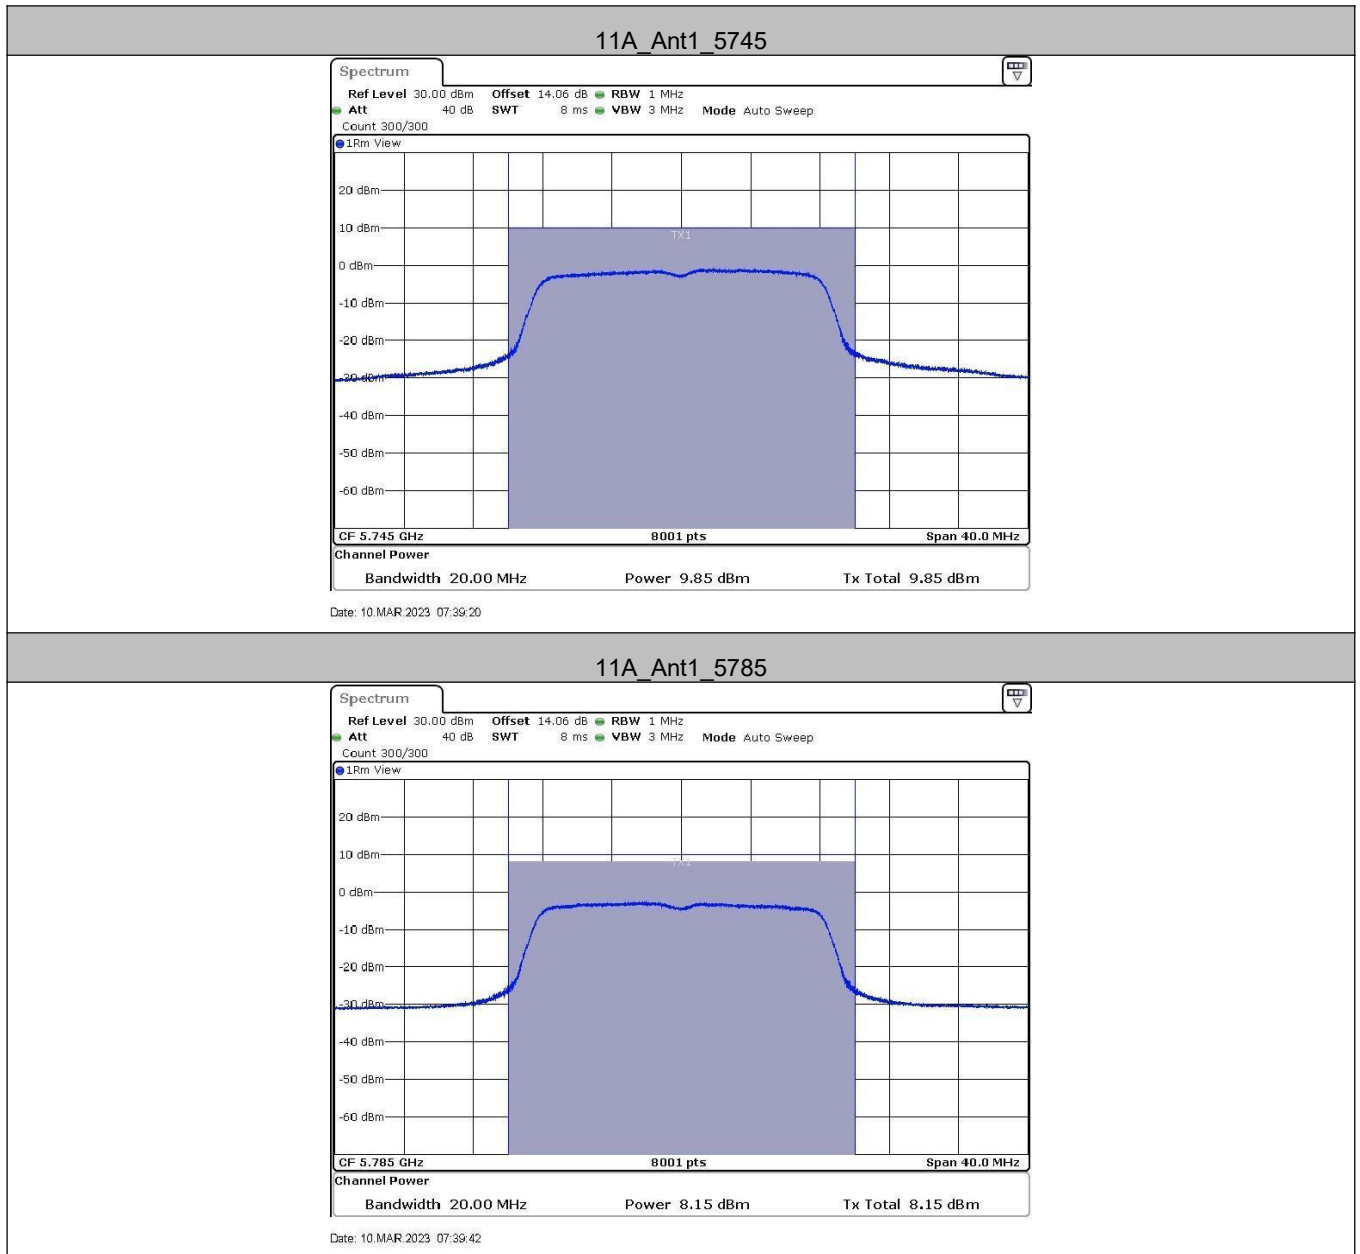 11A_Ant1_5745
Spectrum
Ref Level 30.00 dBm Offset 14.06 dB RBW 1 MHz
Att 40 dB SWT 8 ms VBW 3 MHz Mode Auto Sweep
Count 300/300
1Rm View
20 dBm
10 dBm
TX1
0 dBm
-10 dBm
-20 dBm
-30 dBm
-40 dBm
-50 dBm
-60 dBm
CF 5.745 GHz 8001 pts Span 40.0 MHz
Channel Power
Bandwidth 20.00 MHz Power 9.85 dBm Tx Total 9.85 dBm
Date: 10.MAR.2023 07:39:20
11A_Ant1_5785
Spectrum
Ref Level 30.00 dBm Offset 14.06 dB RBW 1 MHz
Att 40 dB SWT 8 ms VBW 3 MHz Mode Auto Sweep
Count 300/300
1Rm View
20 dBm
10 dBm
TX1
0 dBm
-10 dBm
-20 dBm
-30 dBm
-40 dBm
-50 dBm
-60 dBm
CF 5.785 GHz 8001 pts Span 40.0 MHz
Channel Power
Bandwidth 20.00 MHz Power 8.15 dBm Tx Total 8.15 dBm
Date: 10.MAR.2023 07:39:42